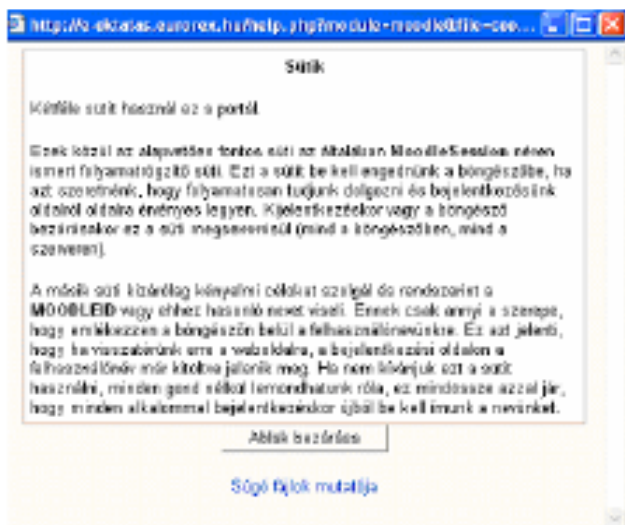 http://e-oktatas.eurorex.hu/help.php?module=moodle&file=coo...
Sütik
Kétféle sütit használ ez a portál.
Ezek közül az alapvetően fontos süti az általában MoodleSession néven
ismert folyamatrögzítő süti. Ezt a sütit be kell engednünk a böngészőbe, ha
azt szeretnénk, hogy folyamatosan tudjunk dolgozni és bejelentkezésünk
oldalról oldalra érvényes legyen. Kijelentkezéskor vagy a böngésző
bezárásakor ez a süti megsemmisül (mind a böngészőben, mind a
szerveren).
A másik süti kizárólag kényelmi célokat szolgál és rendszerint a
MOODLEID vagy ehhez hasonló nevet viseli. Ennek csak annyi a szerepe,
hogy emlékezzen a böngészőn belül a felhasználónevünkre. Ez azt jelenti,
hogy ha visszatérünk erre a weboldalra, a bejelentkezési oldalon a
felhasználónév már kitöltve jelenik meg. Ha nem kívánjuk ezt a sütit
használni, minden gond nélkül lemondhatunk róla, ez mindössze azzal jár,
hogy minden alkalommal bejelentkezéskor újból be kell írnunk a nevünket.
Ablak bezárása
Súgó fájlok mutatója